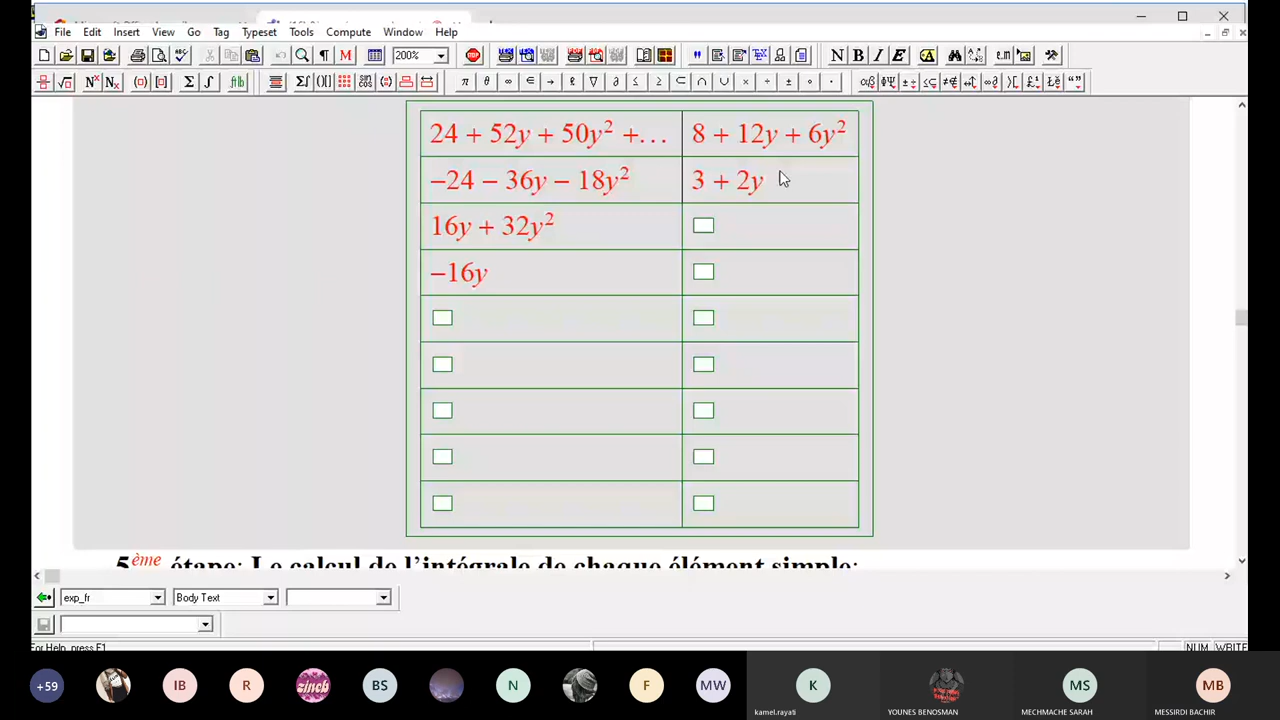 File Edit Insert View Go Tag Typeset Tools Compute Window Help
200%
24 + 52y + 50y² +... 8 + 12y + 6y²
−24 − 36y − 18y² 3 + 2y
16y + 32y²
−16y
5ème étape: Le calcul de l'intégrale de chaque élément simple:
exp_fr Body Text
For Help, press F1 NUM WRITE
+59 IB R zineb BS N F MW K MS MB
kamel.rayati YOUNES BENOSMAN MECHMACHE SARAH MESSIRDI BACHIR